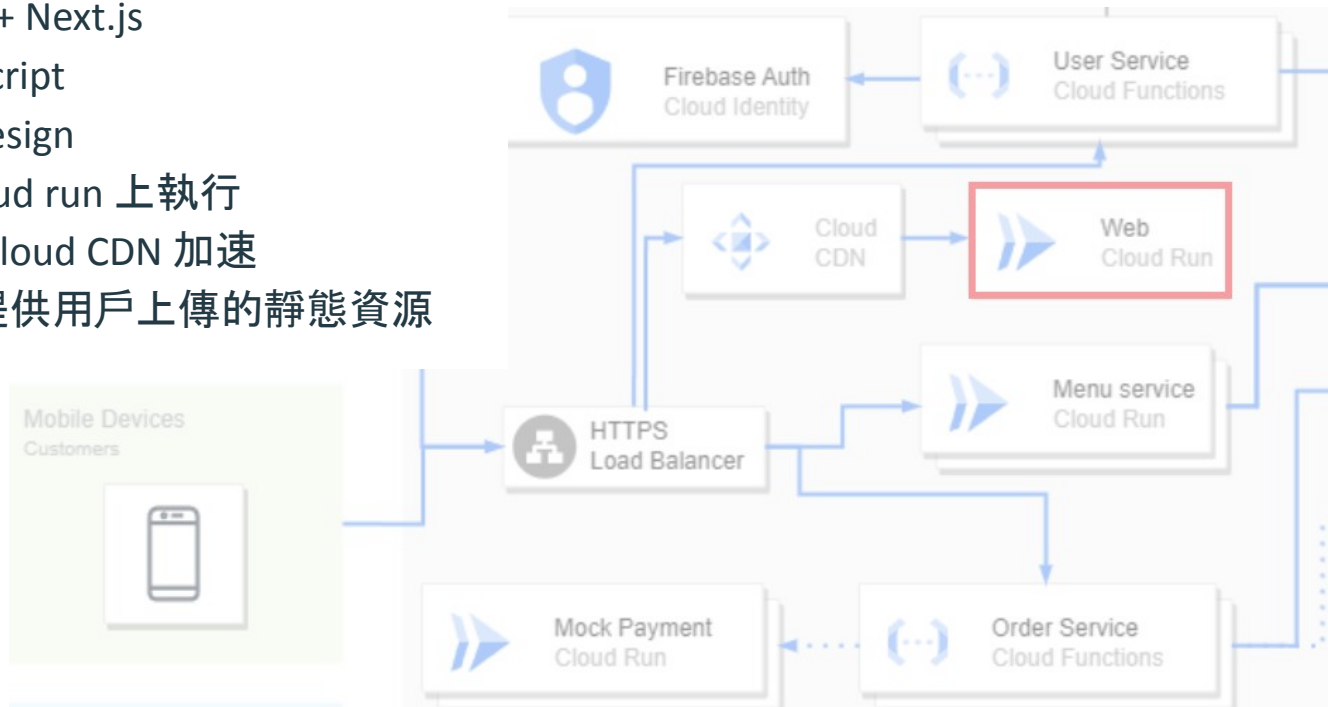 + Next.js
cript
esign
ud run 上執行
loud CDN 加速
提供用戶上傳的靜態資源
Firebase Auth
Cloud Identity
User Service
Cloud Functions
Cloud
CDN
Web
Cloud Run
Mobile Devices
Customers
HTTPS
Load Balancer
Menu service
Cloud Run
Mock Payment
Cloud Run
Order Service
Cloud Functions